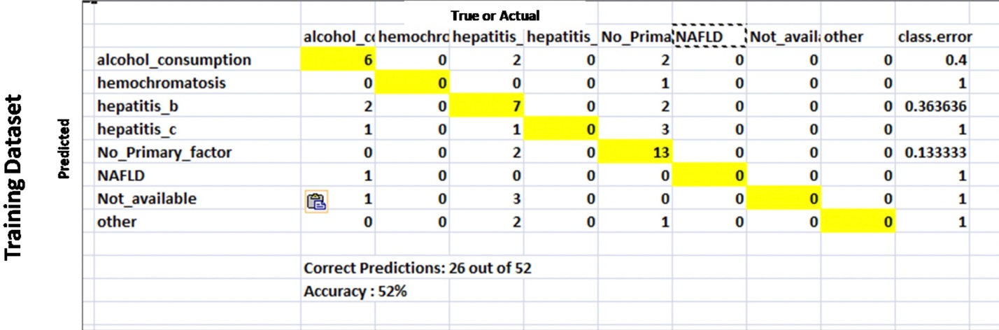 True or Actual
alcohol_co hemochro hepatitis_ hepatitis_ No_Prima NAFLD Not_availa other class.error
alcohol_consumption 6 0 2 0 2 0 0 0 0.4
hemochromatosis 0 0 0 0 1 0 0 0 1
hepatitis_b 2 0 7 0 2 0 0 0 0.363636
hepatitis_c 1 0 1 0 3 0 0 0 1
No_Primary_factor 0 0 2 0 13 0 0 0 0.133333
NAFLD 1 0 0 0 0 0 0 0 1
Not_available 1 0 3 0 0 0 0 0 1
other 0 0 2 0 1 0 0 0 1
Correct Predictions: 26 out of 52
Accuracy : 52%
Training Dataset
Predicted